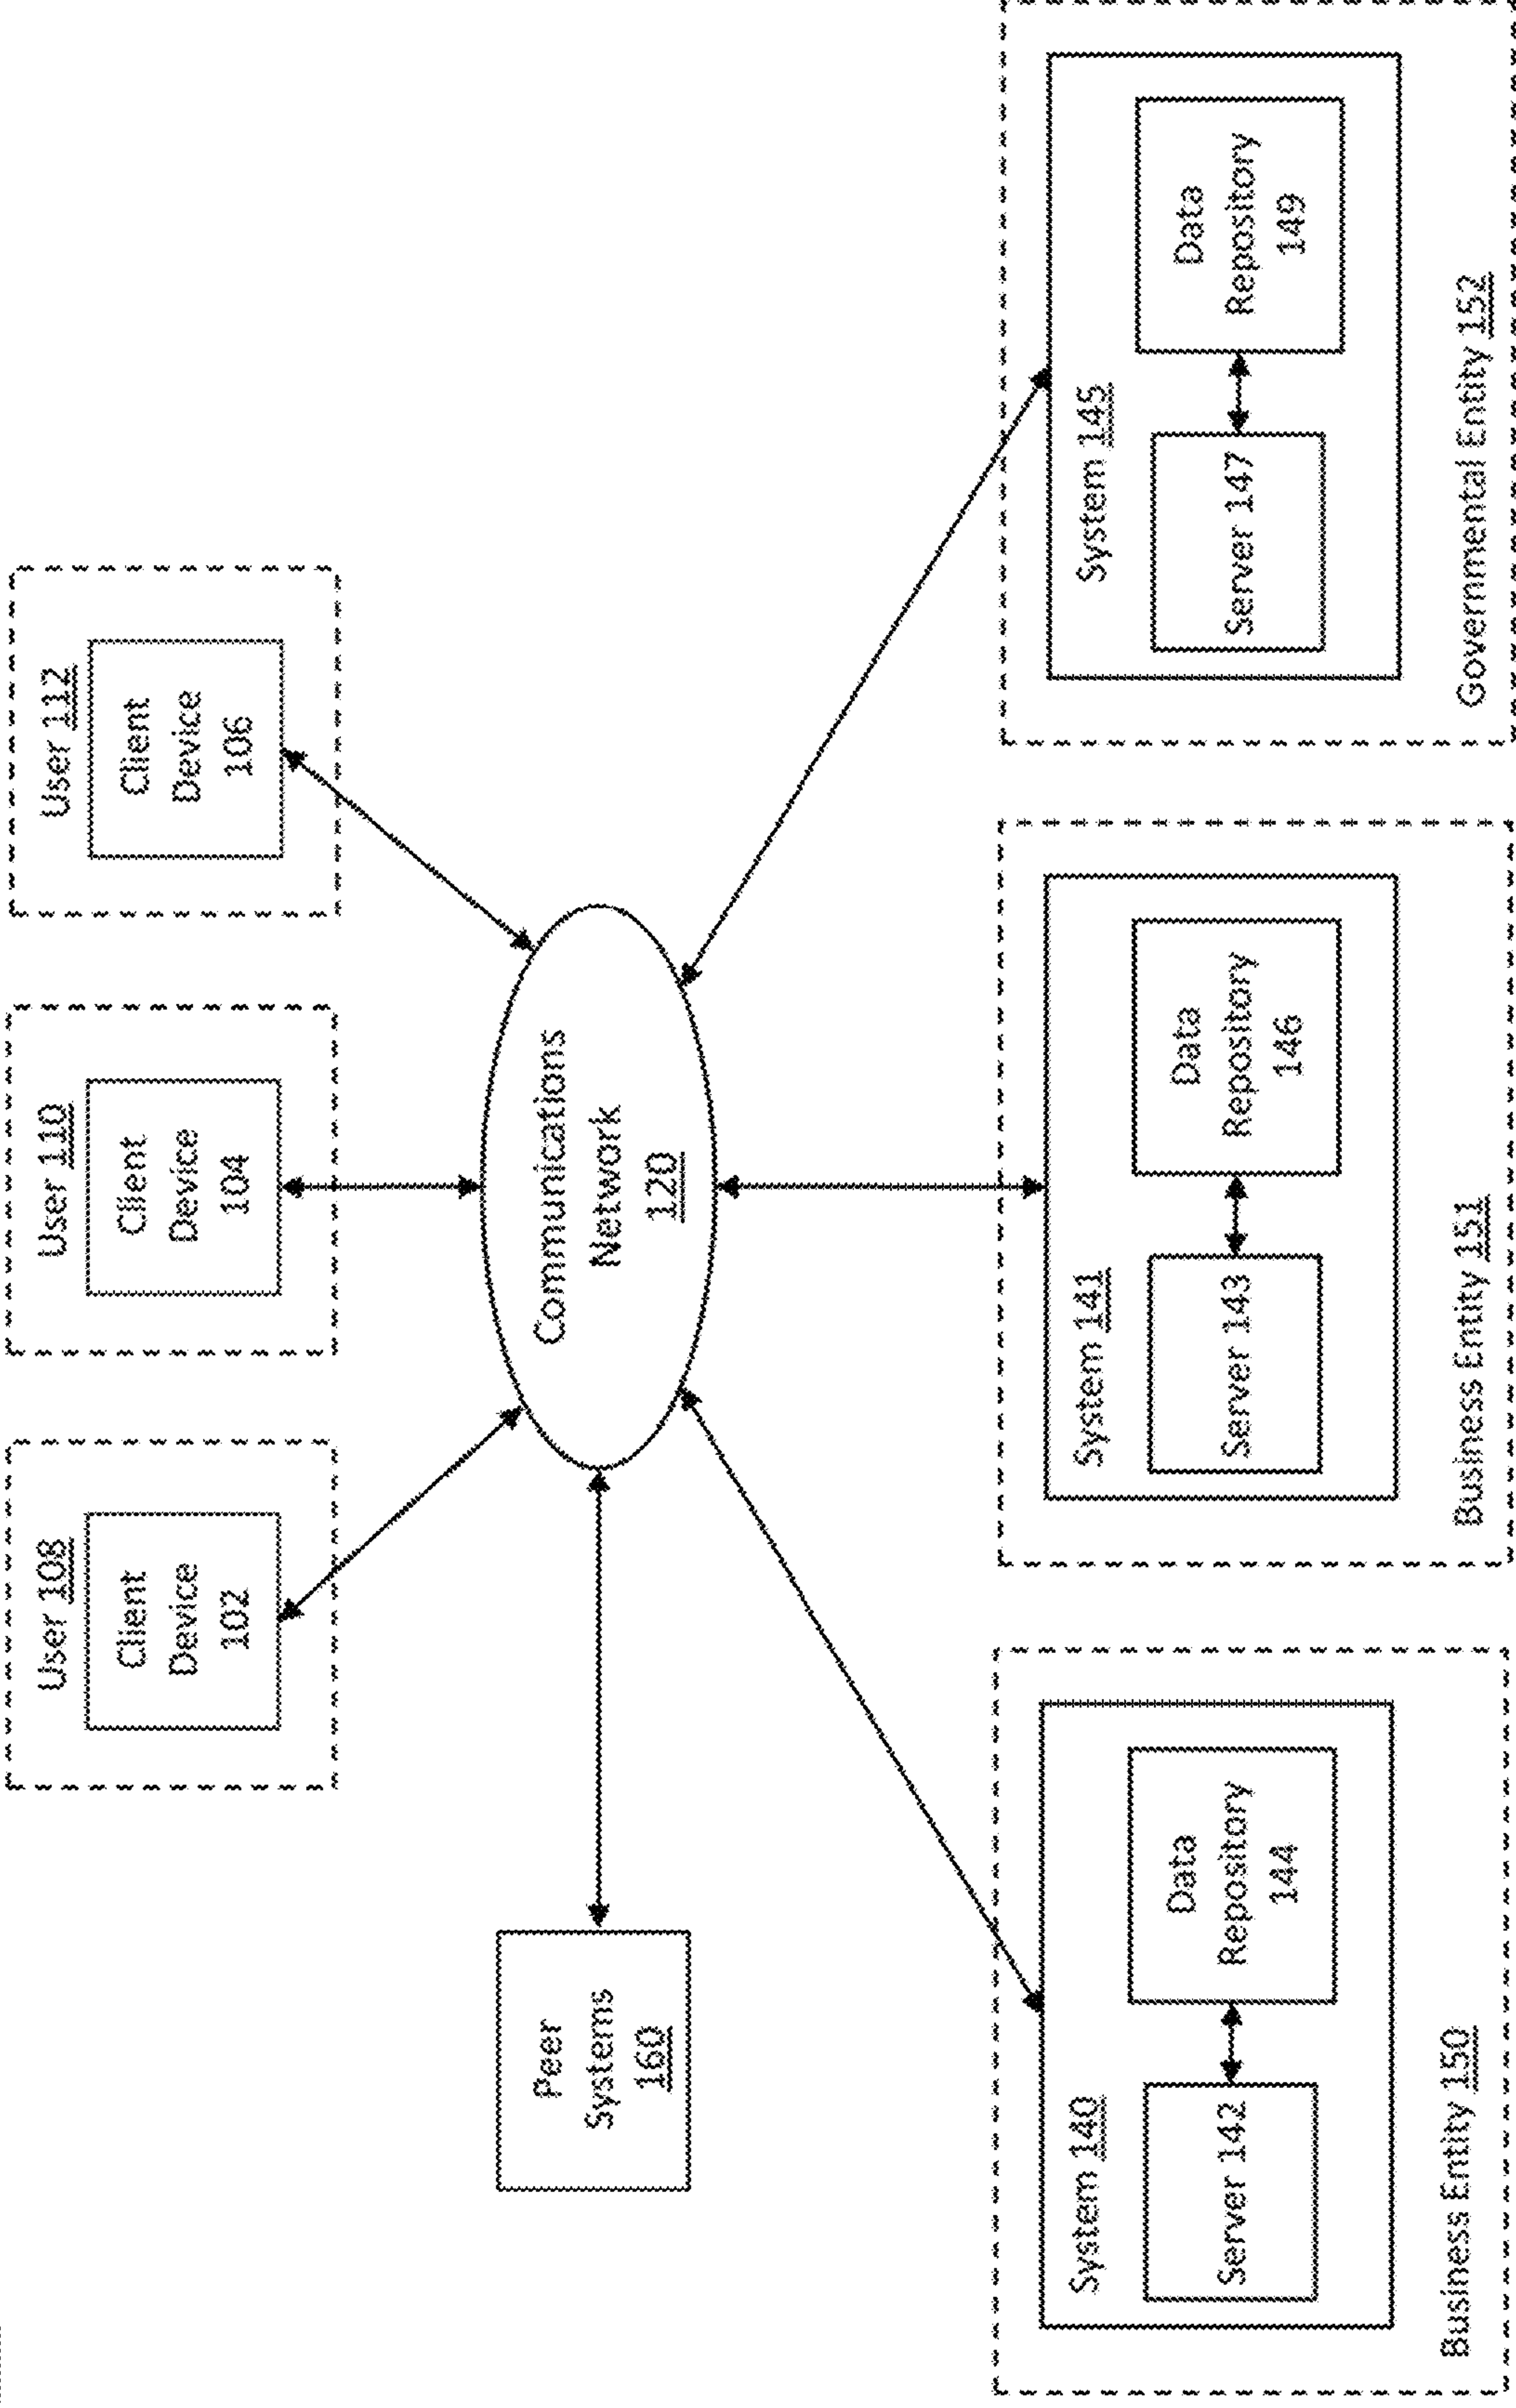 User 108
Client
Device
102
User 110
Client
Device
104
User 112
Client
Device
106
Peer
Systems
160
Communications
Network
120
System 140
Server 142
Data
Repository
144
Business Entity 150
System 141
Server 143
Data
Repository
146
Business Entity 151
System 145
Server 147
Data
Repository
149
Governmental Entity 152